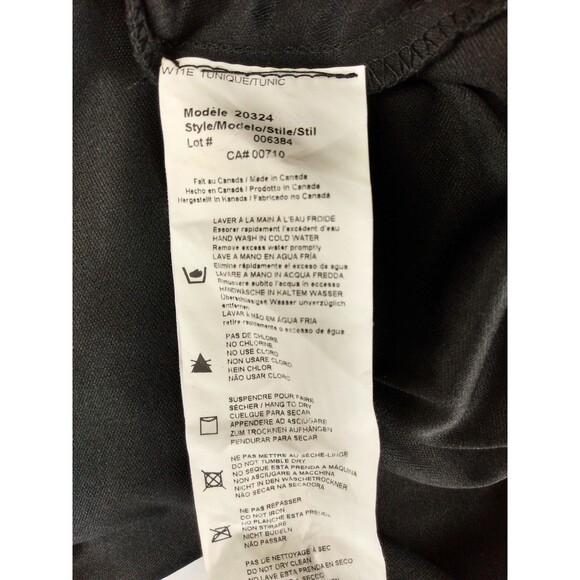 W11E TUNIQUE/TUNIC
Modèle 20324
Style/Modelo/Stile/Stil
Lot # 006384
CA# 00710
Fait au Canada / Made in Canada
Hecho en Canadá / Prodotto in Canada
Hergestellt in Kanada / Fabricado no Canadá
LAVER À LA MAIN À L'EAU FROIDE
Essorer rapidement l'excédent d'eau
HAND WASH IN COLD WATER
Remove excess water promptly
LAVE A MANO EN AGUA FRÍA
Elimine rápidamente el exceso de agua
LAVARE A MANO IN ACQUA FREDDA
Rimuovere subito l'acqua in eccesso
HANDWÄSCHE IN KALTEM WASSER
Überschüssiges Wasser unverzüglich
entfernen
LAVAR À MÃO EM ÁGUA FRIA
retire rapidamente o excesso de água
PAS DE CHLORE
NO CHLORINE
NO USE CLORO
NON USARE CLORO
KEIN CHLOR
NÃO USAR CLORO
SUSPENDRE POUR FAIRE
SÉCHER / HANG TO DRY
CUELGUE PARA SECAR
APPENDERE AD ASCIUGARE
ZUM TROCKNEN AUFHÄNGEN
PENDURAR PARA SECAR
NE PAS METTRE AU SÈCHE-LINGE
DO NOT TUMBLE DRY
NO SEQUE ESTA PRENDA A MÁQUINA
NON ASCIUGARE A MACCHINA
NICHT IN DEN WÄSCHETROCKNER
NÃO SECAR NA SECADORA
NE PAS REPASSER
DO NOT IRON
NO PLANCHE ESTA PRENDA
NON STIRARE
NICHT BÜGELN
NÃO PASSAR
PAS DE NETTOYAGE À SEC
DO NOT DRY CLEAN
NO LAVE ESTA PRENDA EN SECO